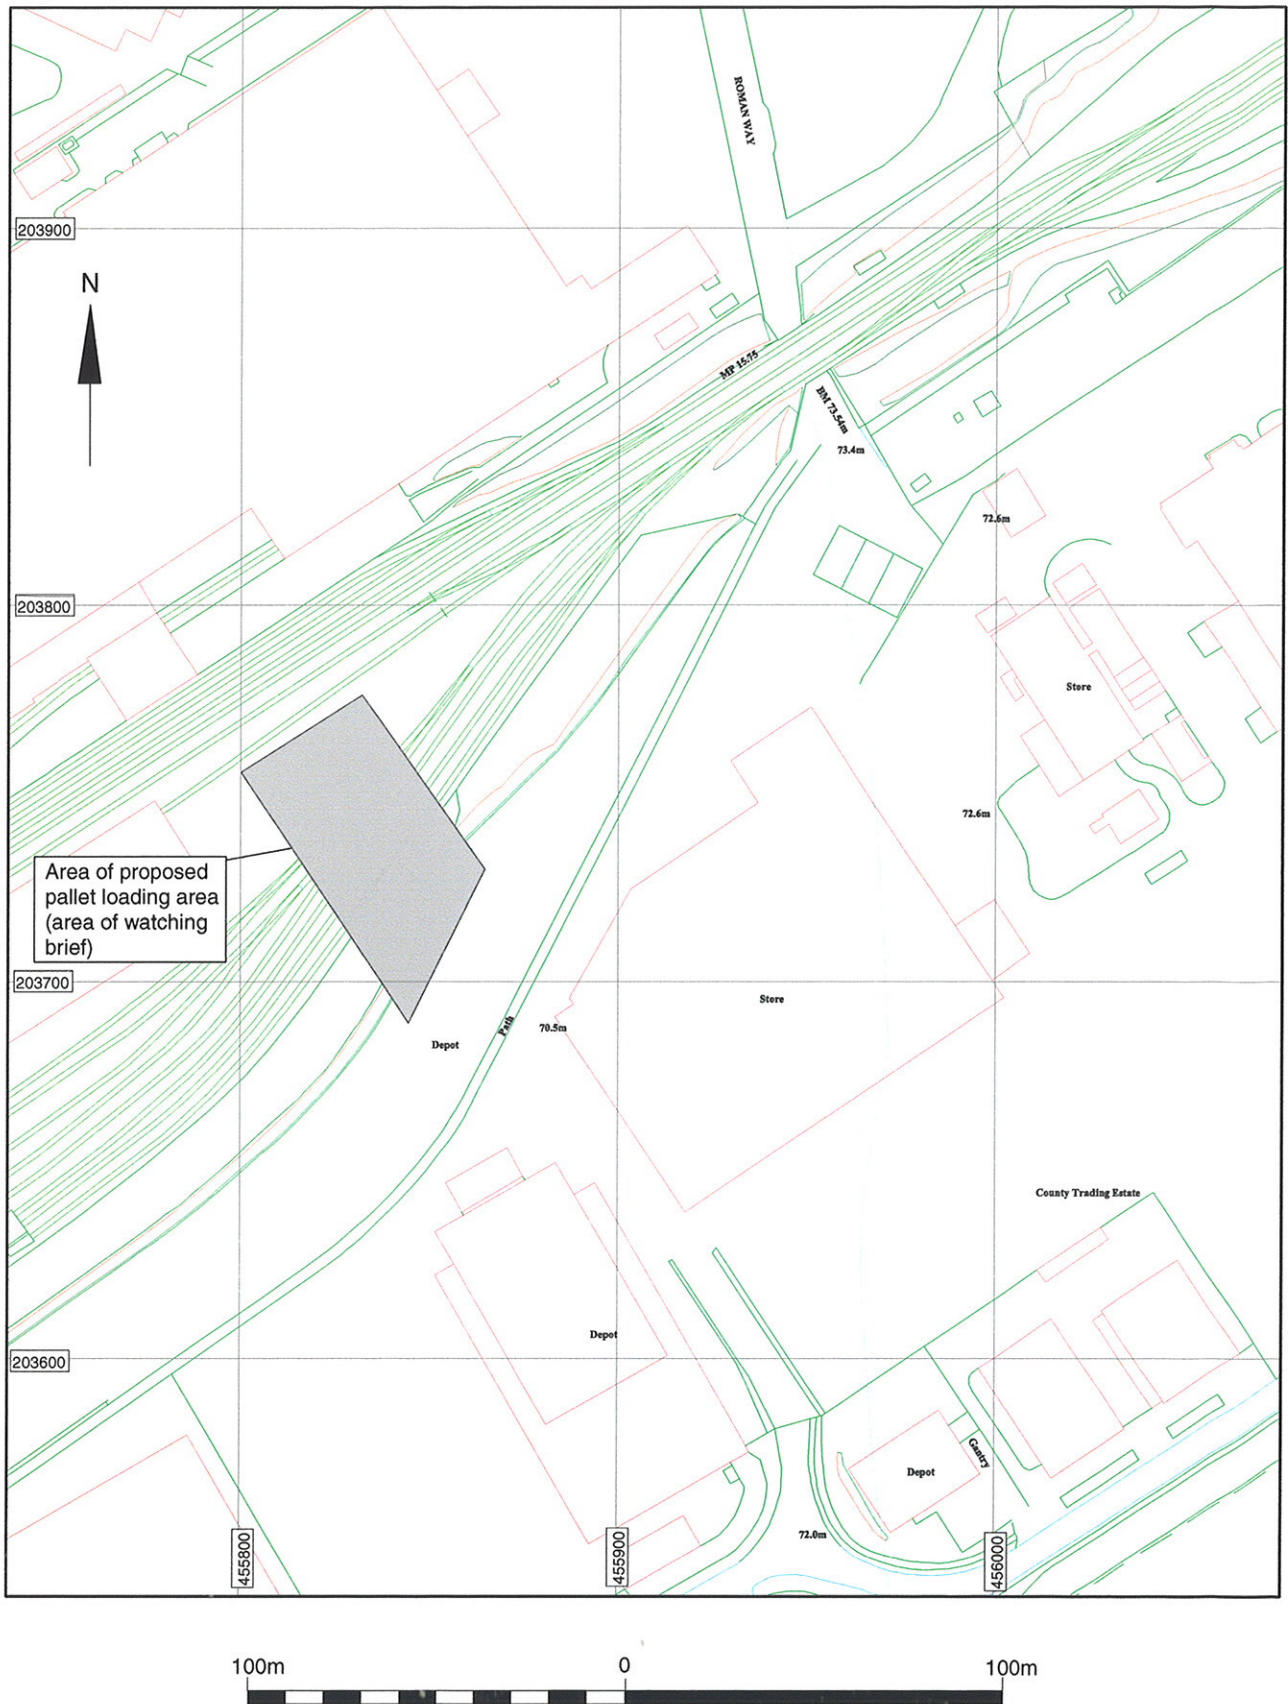 ROMAN WAY
203900
N
MP 15.75
BM 73.54m
73.4m
72.6m
203800
Store
72.6m
Area of proposed
pallet loading area
(area of watching
brief)
203700
Store
Path
70.5m
Depot
County Trading Estate
Depot
203600
Gantry
Depot
72.0m
455800
455900
456000
100m
0
100m